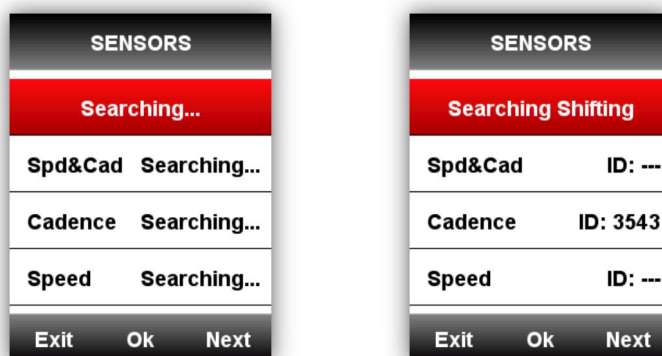 SENSORS
Searching...
Spd&Cad Searching...
Cadence Searching...
Speed Searching...
Exit Ok Next
SENSORS
Searching Shifting
Spd&Cad ID: ---
Cadence ID: 3543
Speed ID: ---
Exit Ok Next